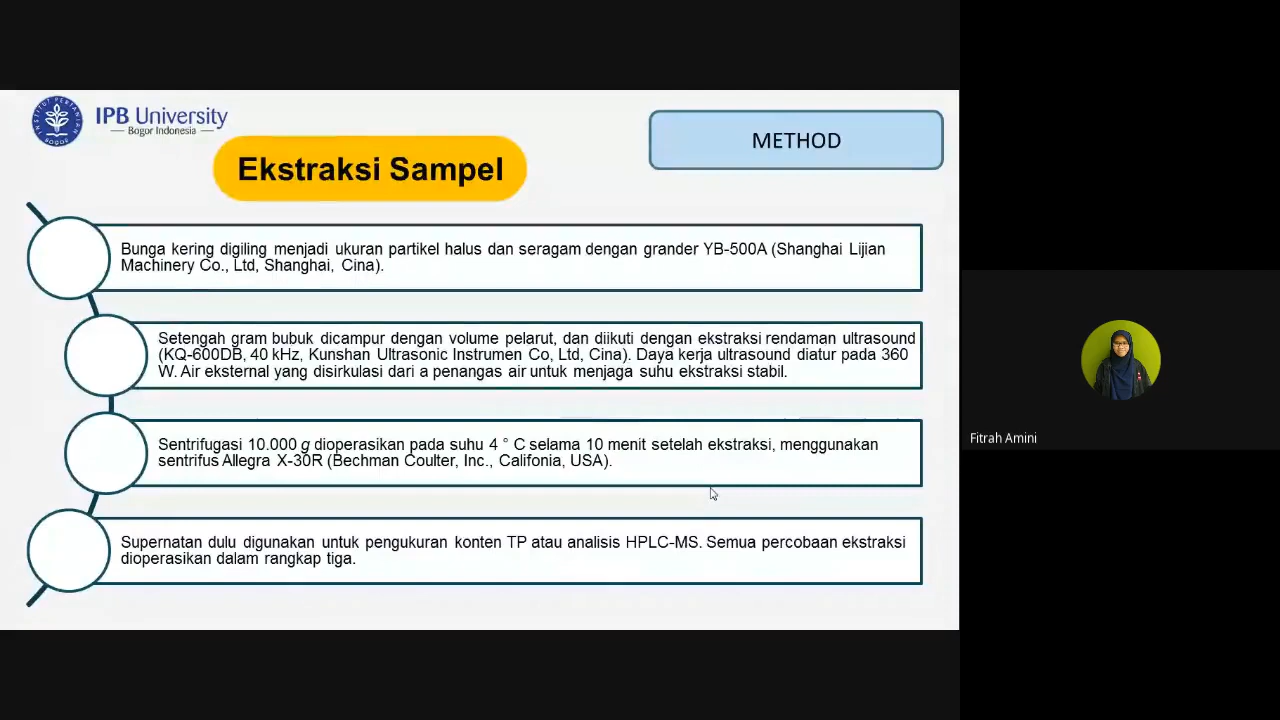 INSTITUT PERTANIAN
BOGOR
IPB University
Bogor Indonesia
METHOD
Ekstraksi Sampel
Bunga kering digiling menjadi ukuran partikel halus dan seragam dengan grander YB-500A (Shanghai Lijian
Machinery Co., Ltd, Shanghai, Cina).
Setengah gram bubuk dicampur dengan volume pelarut, dan diikuti dengan ekstraksi rendaman ultrasound
(KQ-600DB, 40 kHz, Kunshan Ultrasonic Instrumen Co, Ltd, Cina). Daya kerja ultrasound diatur pada 360
W. Air eksternal yang disirkulasi dari a penangas air untuk menjaga suhu ekstraksi stabil.
Sentrifugasi 10.000 g dioperasikan pada suhu 4 ° C selama 10 menit setelah ekstraksi, menggunakan
sentrifus Allegra X-30R (Bechman Coulter, Inc., Califonia, USA).
Supernatan dulu digunakan untuk pengukuran konten TP atau analisis HPLC-MS. Semua percobaan ekstraksi
dioperasikan dalam rangkap tiga.
Fitrah Amini